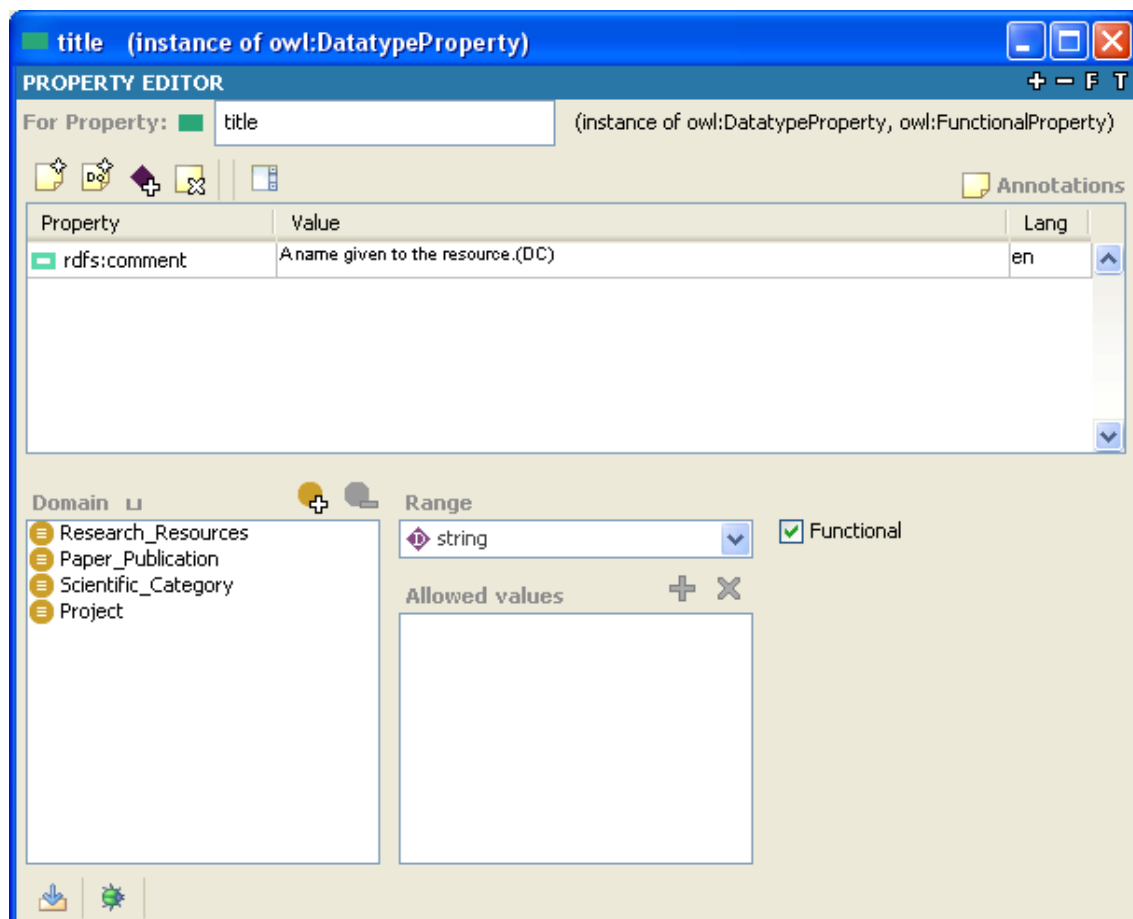 title (instance of owl:DatatypeProperty)
PROPERTY EDITOR
F T
For Property: title (instance of owl:DatatypeProperty, owl:FunctionalProperty)
Annotations
Property Value Lang
rdfs:comment A name given to the resource.(DC) en
Domain ⊔ Range
Research_Resources string Functional
Paper_Publication
Scientific_Category Allowed values
Project